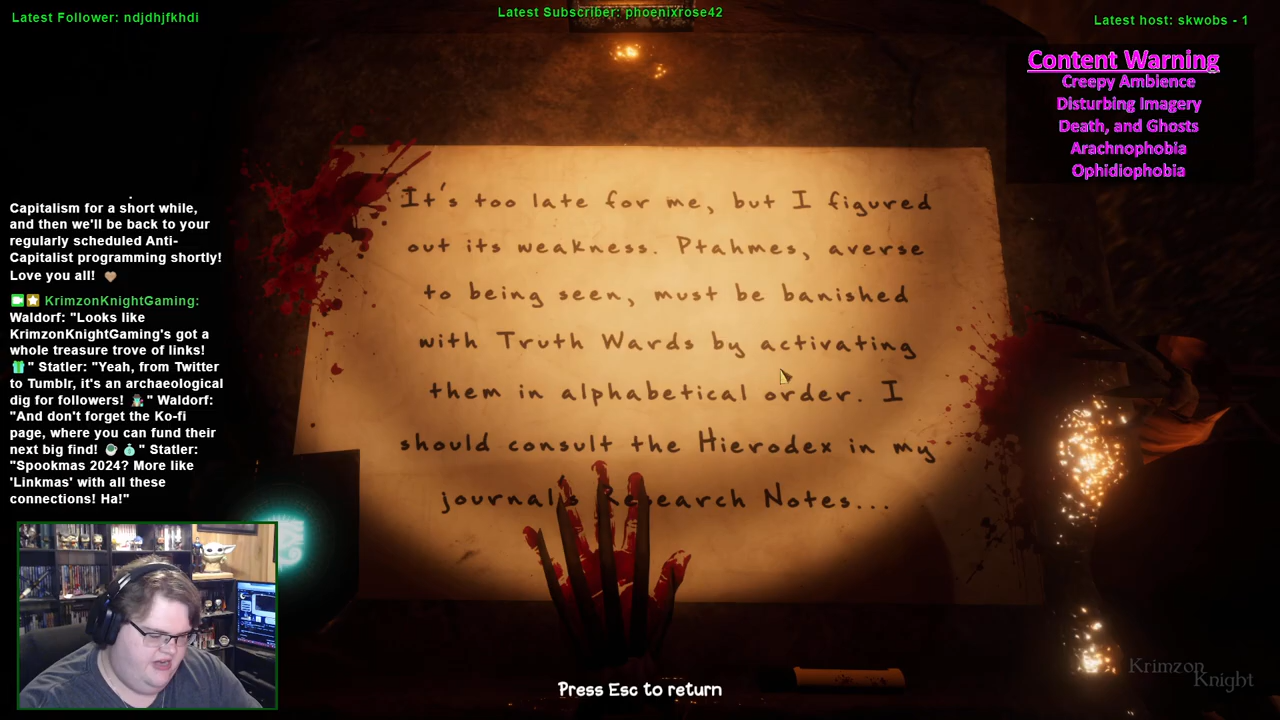 Latest Follower: ndjdhjfkhdi
Latest Subscriber: phoenixrose42
Latest host: skwobs - 1
Content Warning
Creepy Ambience
Disturbing Imagery
Death, and Ghosts
Arachnophobia
Ophidiophobia
Capitalism for a short while,
and then we'll be back to your
regularly scheduled Anti-
Capitalist programming shortly!
Love you all! 🤎
KrimzonKnightGaming:
Waldorf: "Looks like
KrimzonKnightGaming's got a
whole treasure trove of links!
" Statler: "Yeah, from Twitter
to Tumblr, it's an archaeological
dig for followers! " Waldorf:
"And don't forget the Ko-fi
page, where you can fund their
next big find! " Statler:
"Spookmas 2024? More like
'Linkmas' with all these
connections! Ha!"
It's too late for me, but I figured
out its weakness. Ptahmes, averse
to being seen, must be banished
with Truth Wards by activating
them in alphabetical order. I
should consult the Hierodex in my
journal's Research Notes...
Press Esc to return
Krimzon
Knight